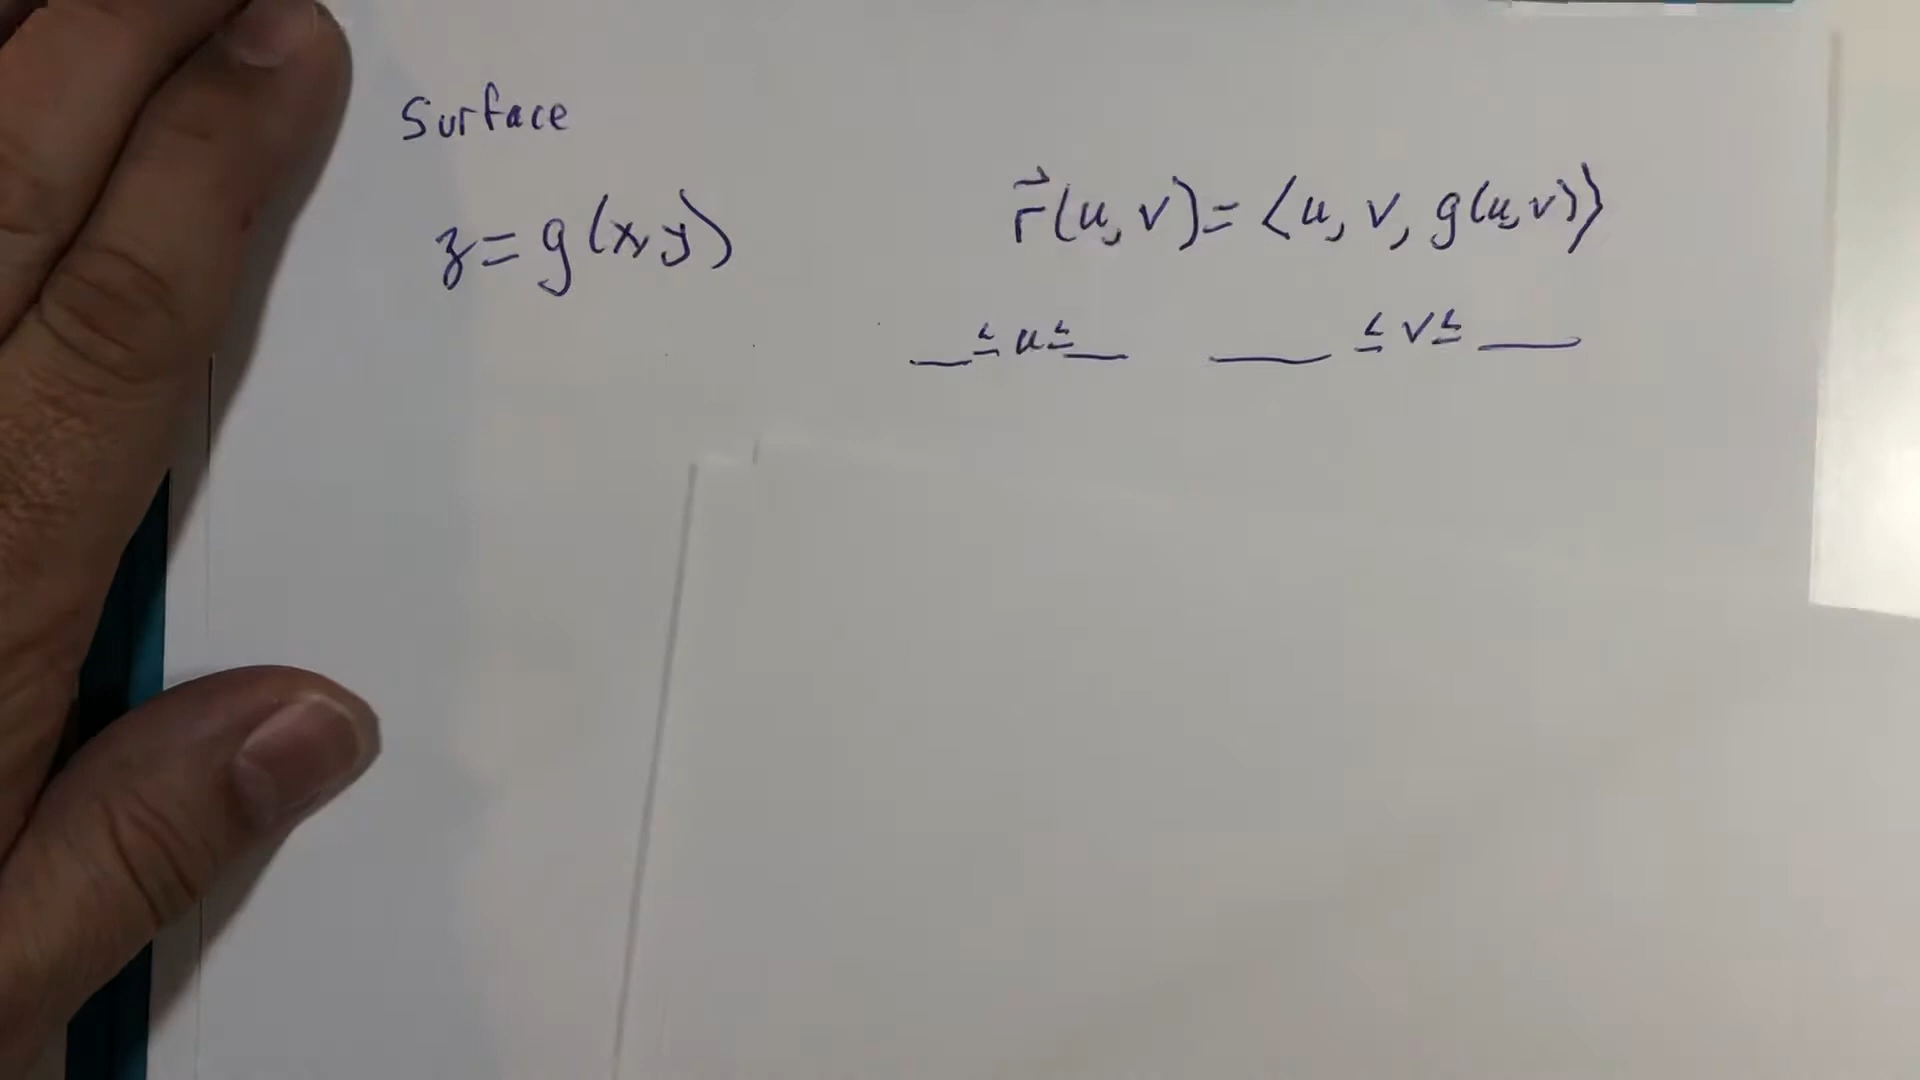 Surface
z = g(x, y)
r⃗(u, v) = ⟨u, v, g(u, v)⟩
__ ≤ u ≤ __ ___ ≤ v ≤ ___